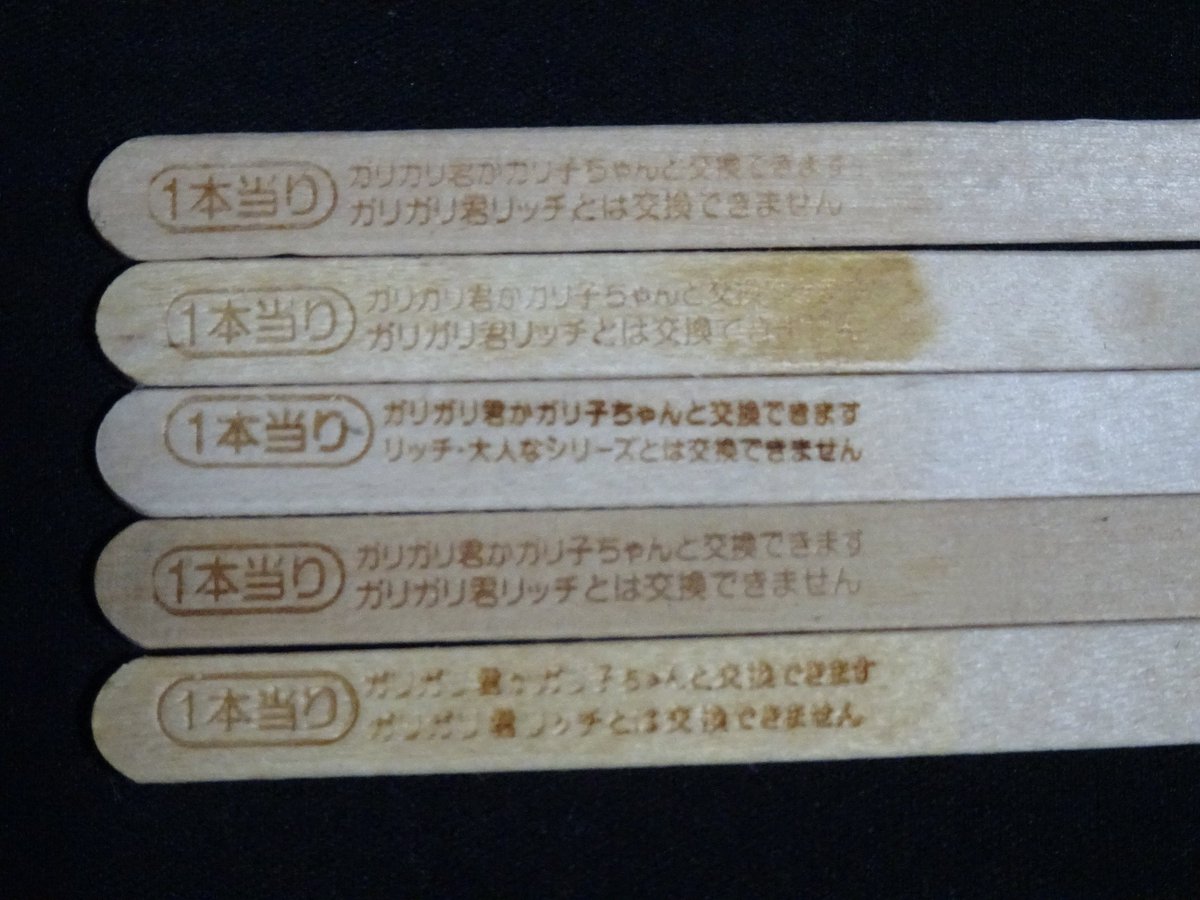 1本当り
ガリガリ君かガリ子ちゃんと交換できます
ガリガリ君リッチとは交換できません
1本当り
ガリガリ君かガリ子ちゃんと交換
ガリガリ君リッチとは交換できません
1本当り
ガリガリ君かガリ子ちゃんと交換できます
リッチ・大人なシリーズとは交換できません
1本当り
ガリガリ君かガリ子ちゃんと交換できます
ガリガリ君リッチとは交換できません
1本当り
ガリガリ君かガリ子ちゃんと交換できます
ガリガリ君リッチとは交換できません